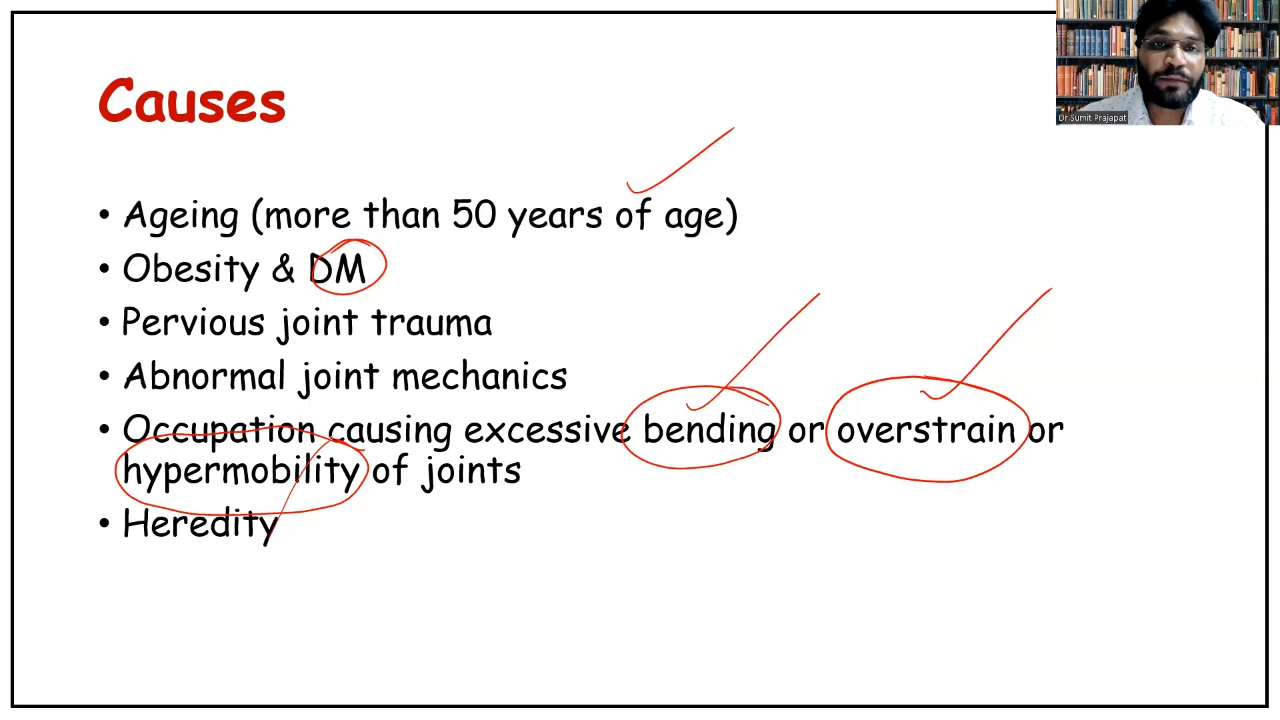 Causes
Dr Sumit Prajapat
• Ageing (more than 50 years of age)
• Obesity & DM
• Pervious joint trauma
• Abnormal joint mechanics
• Occupation causing excessive bending or overstrain or
hypermobility of joints
• Heredity